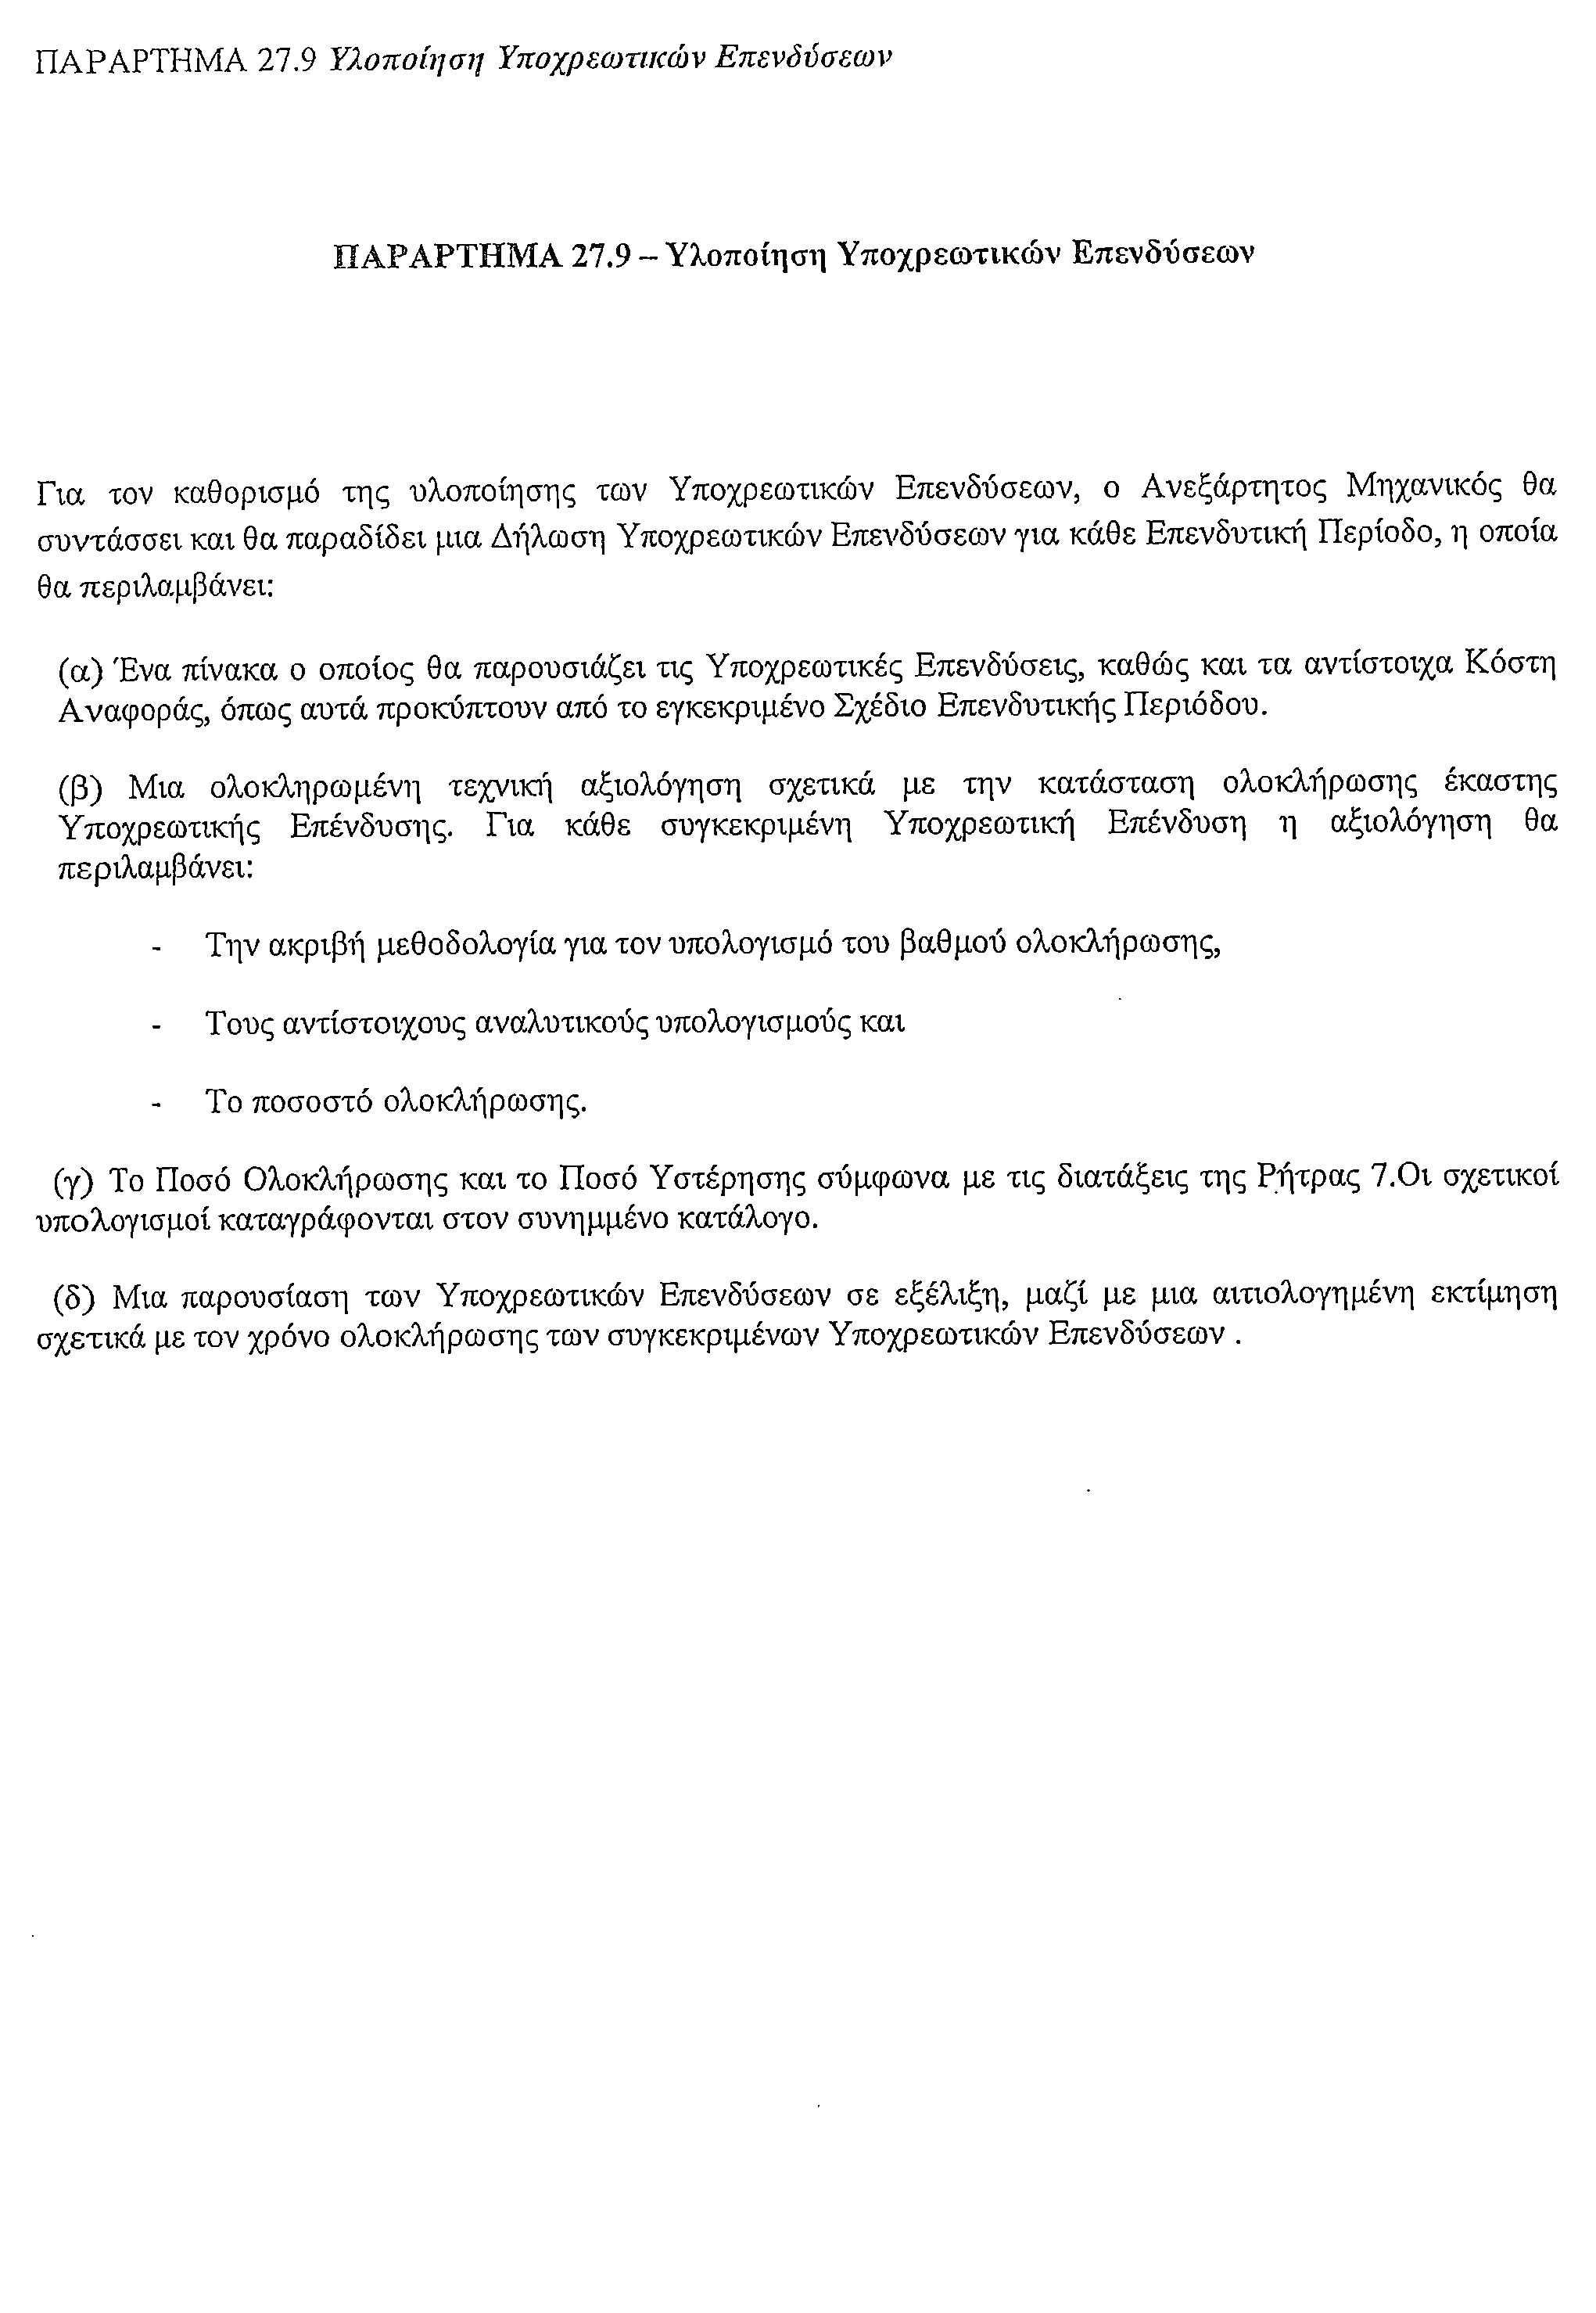 ΠΑΡΑΡΤΗΜΑ 27.9 Υλοποίηση Υποχρεωτικών Επενδύσεων
ΠΑΡΑΡΤΗΜΑ 27.9 – Υλοποίηση Υποχρεωτικών Επενδύσεων
Για τον καθορισμό της υλοποίησης των Υποχρεωτικών Επενδύσεων, ο Ανεξάρτητος Μηχανικός θα
συντάσσει και θα παραδίδει μια Δήλωση Υποχρεωτικών Επενδύσεων για κάθε Επενδυτική Περίοδο, η οποία
θα περιλαμβάνει:
(α) Ένα πίνακα ο οποίος θα παρουσιάζει τις Υποχρεωτικές Επενδύσεις, καθώς και τα αντίστοιχα Κόστη
Αναφοράς, όπως αυτά προκύπτουν από το εγκεκριμένο Σχέδιο Επενδυτικής Περιόδου.
(β) Μια ολοκληρωμένη τεχνική αξιολόγηση σχετικά με την κατάσταση ολοκλήρωσης έκαστης
Υποχρεωτικής Επένδυσης. Για κάθε συγκεκριμένη Υποχρεωτική Επένδυση η αξιολόγηση θα
περιλαμβάνει:
- Την ακριβή μεθοδολογία για τον υπολογισμό του βαθμού ολοκλήρωσης,
- Τους αντίστοιχους αναλυτικούς υπολογισμούς και
- Το ποσοστό ολοκλήρωσης.
(γ) Το Ποσό Ολοκλήρωσης και το Ποσό Υστέρησης σύμφωνα με τις διατάξεις της Ρήτρας 7.Οι σχετικοί
υπολογισμοί καταγράφονται στον συνημμένο κατάλογο.
(δ) Μια παρουσίαση των Υποχρεωτικών Επενδύσεων σε εξέλιξη, μαζί με μια αιτιολογημένη εκτίμηση
σχετικά με τον χρόνο ολοκλήρωσης των συγκεκριμένων Υποχρεωτικών Επενδύσεων .